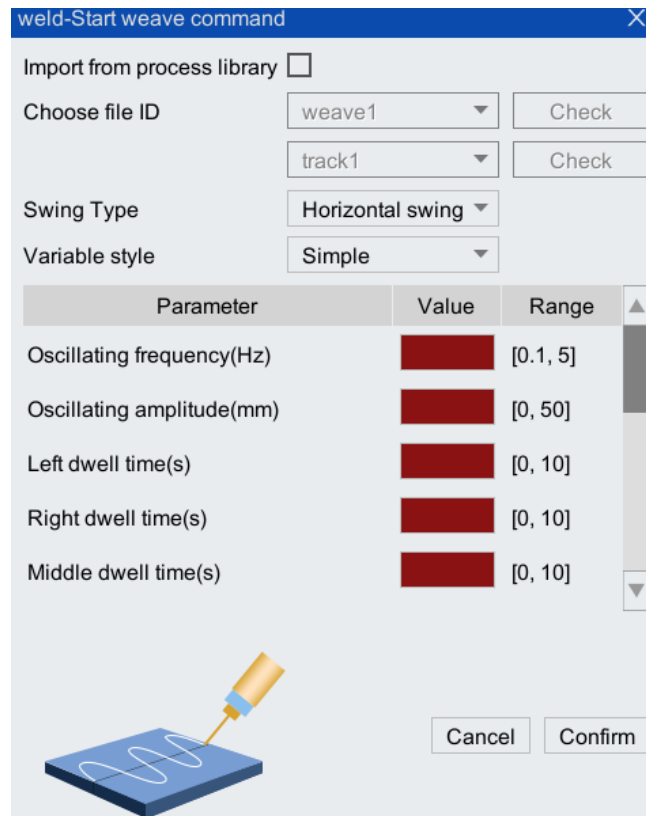 weld-Start weave command
Import from process library
Choose file ID weave1 Check
track1 Check
Swing Type Horizontal swing
Variable style Simple
Parameter Value Range
Oscillating frequency(Hz) [0.1, 5]
Oscillating amplitude(mm) [0, 50]
Left dwell time(s) [0, 10]
Right dwell time(s) [0, 10]
Middle dwell time(s) [0, 10]
Cancel Confirm